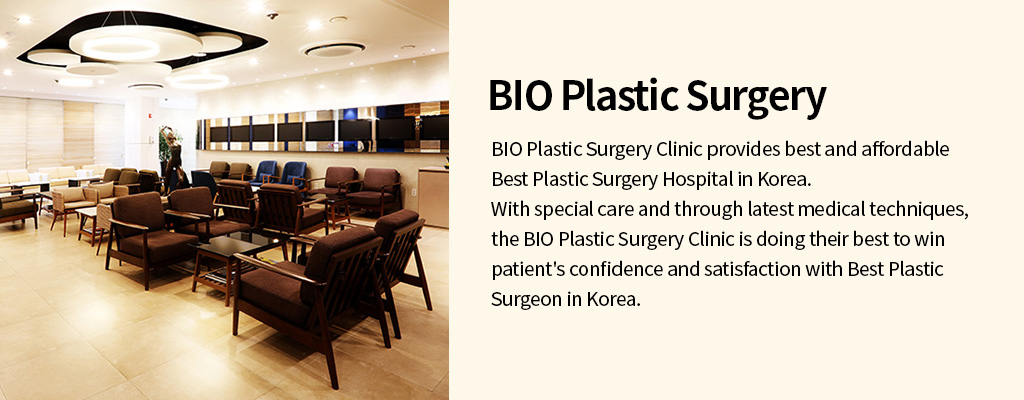 BIO Plastic Surgery
BIO Plastic Surgery Clinic provides best and affordable
Best Plastic Surgery Hospital in Korea.
With special care and through latest medical techniques,
the BIO Plastic Surgery Clinic is doing their best to win
patient's confidence and satisfaction with Best Plastic
Surgeon in Korea.